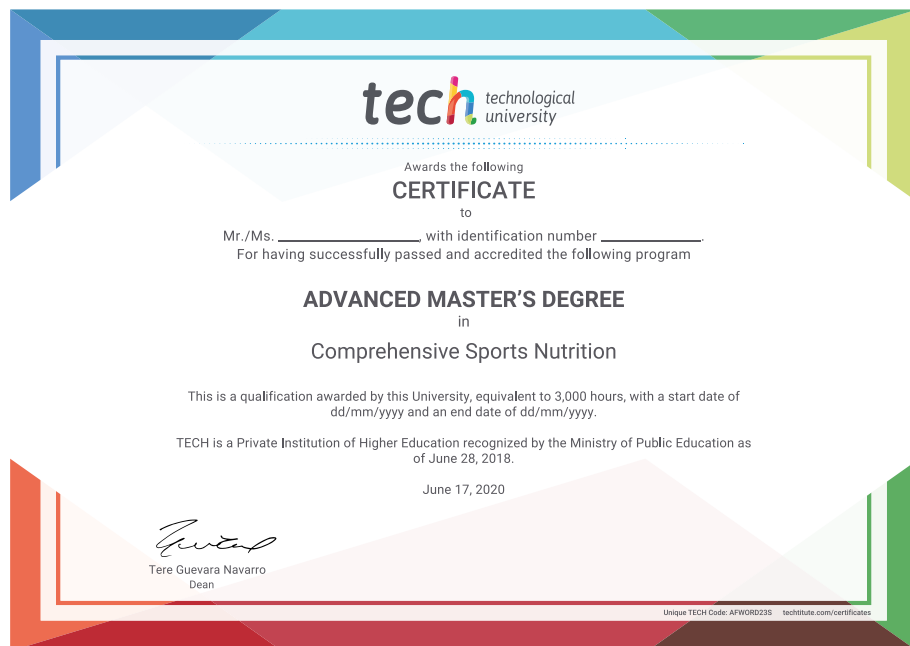 tech technological
university
Awards the following
CERTIFICATE
to
Mr./Ms. ____________________, with identification number ______________.
For having successfully passed and accredited the following program
ADVANCED MASTER'S DEGREE
in
Comprehensive Sports Nutrition
This is a qualification awarded by this University, equivalent to 3,000 hours, with a start date of
dd/mm/yyyy and an end date of dd/mm/yyyy.
TECH is a Private Institution of Higher Education recognized by the Ministry of Public Education as
of June 28, 2018.
June 17, 2020
Tere Guevara Navarro
Dean
Unique TECH Code: AFWORD23S techtitute.com/certificates